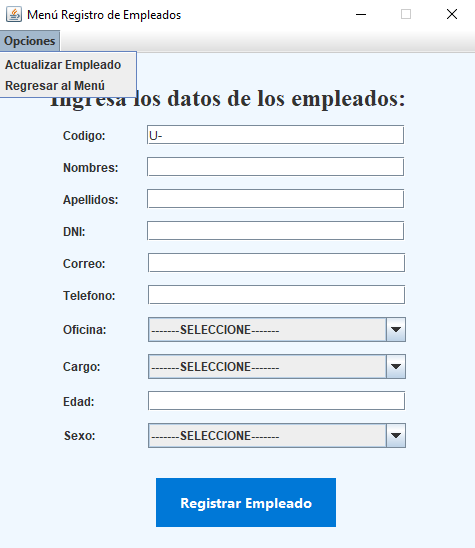 Menú Registro de Empleados
Opciones
Actualizar Empleado
Regresar al Menú
Ingresa los datos de los empleados:
Codigo: U-
Nombres:
Apellidos:
DNI:
Correo:
Telefono:
Oficina: -------SELECCIONE-------
Cargo: -------SELECCIONE-------
Edad:
Sexo: -------SELECCIONE-------
Registrar Empleado